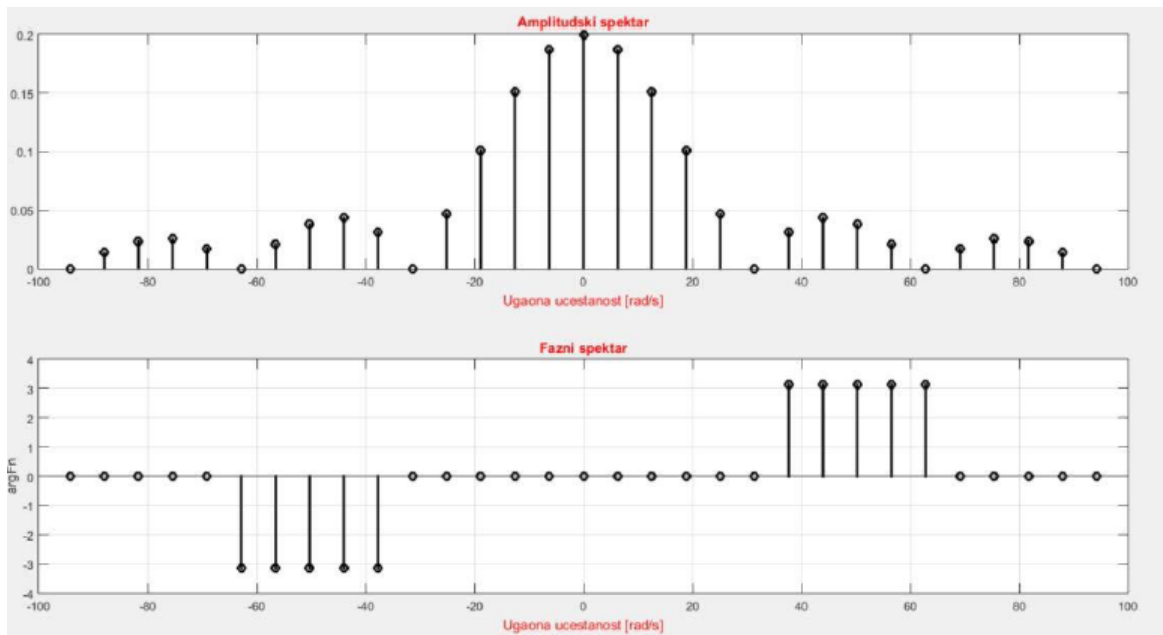 Amplitudski spektar
0.2
0.15
0.1
0.05
0
-100 -80 -60 -40 -20 0 20 40 60 80 100
Ugaona ucestanost [rad/s]
Fazni spektar
4
3
2
1
0
-1
-2
-3
-4
argFn
-100 -80 -60 -40 -20 0 20 40 60 80 100
Ugaona ucestanost [rad/s]